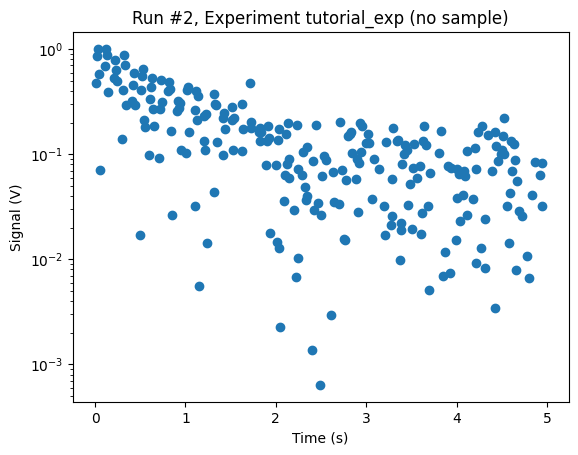 Run #2, Experiment tutorial_exp (no sample)
Signal (V)
10^0
10^-1
10^-2
10^-3
0 1 2 3 4 5
Time (s)